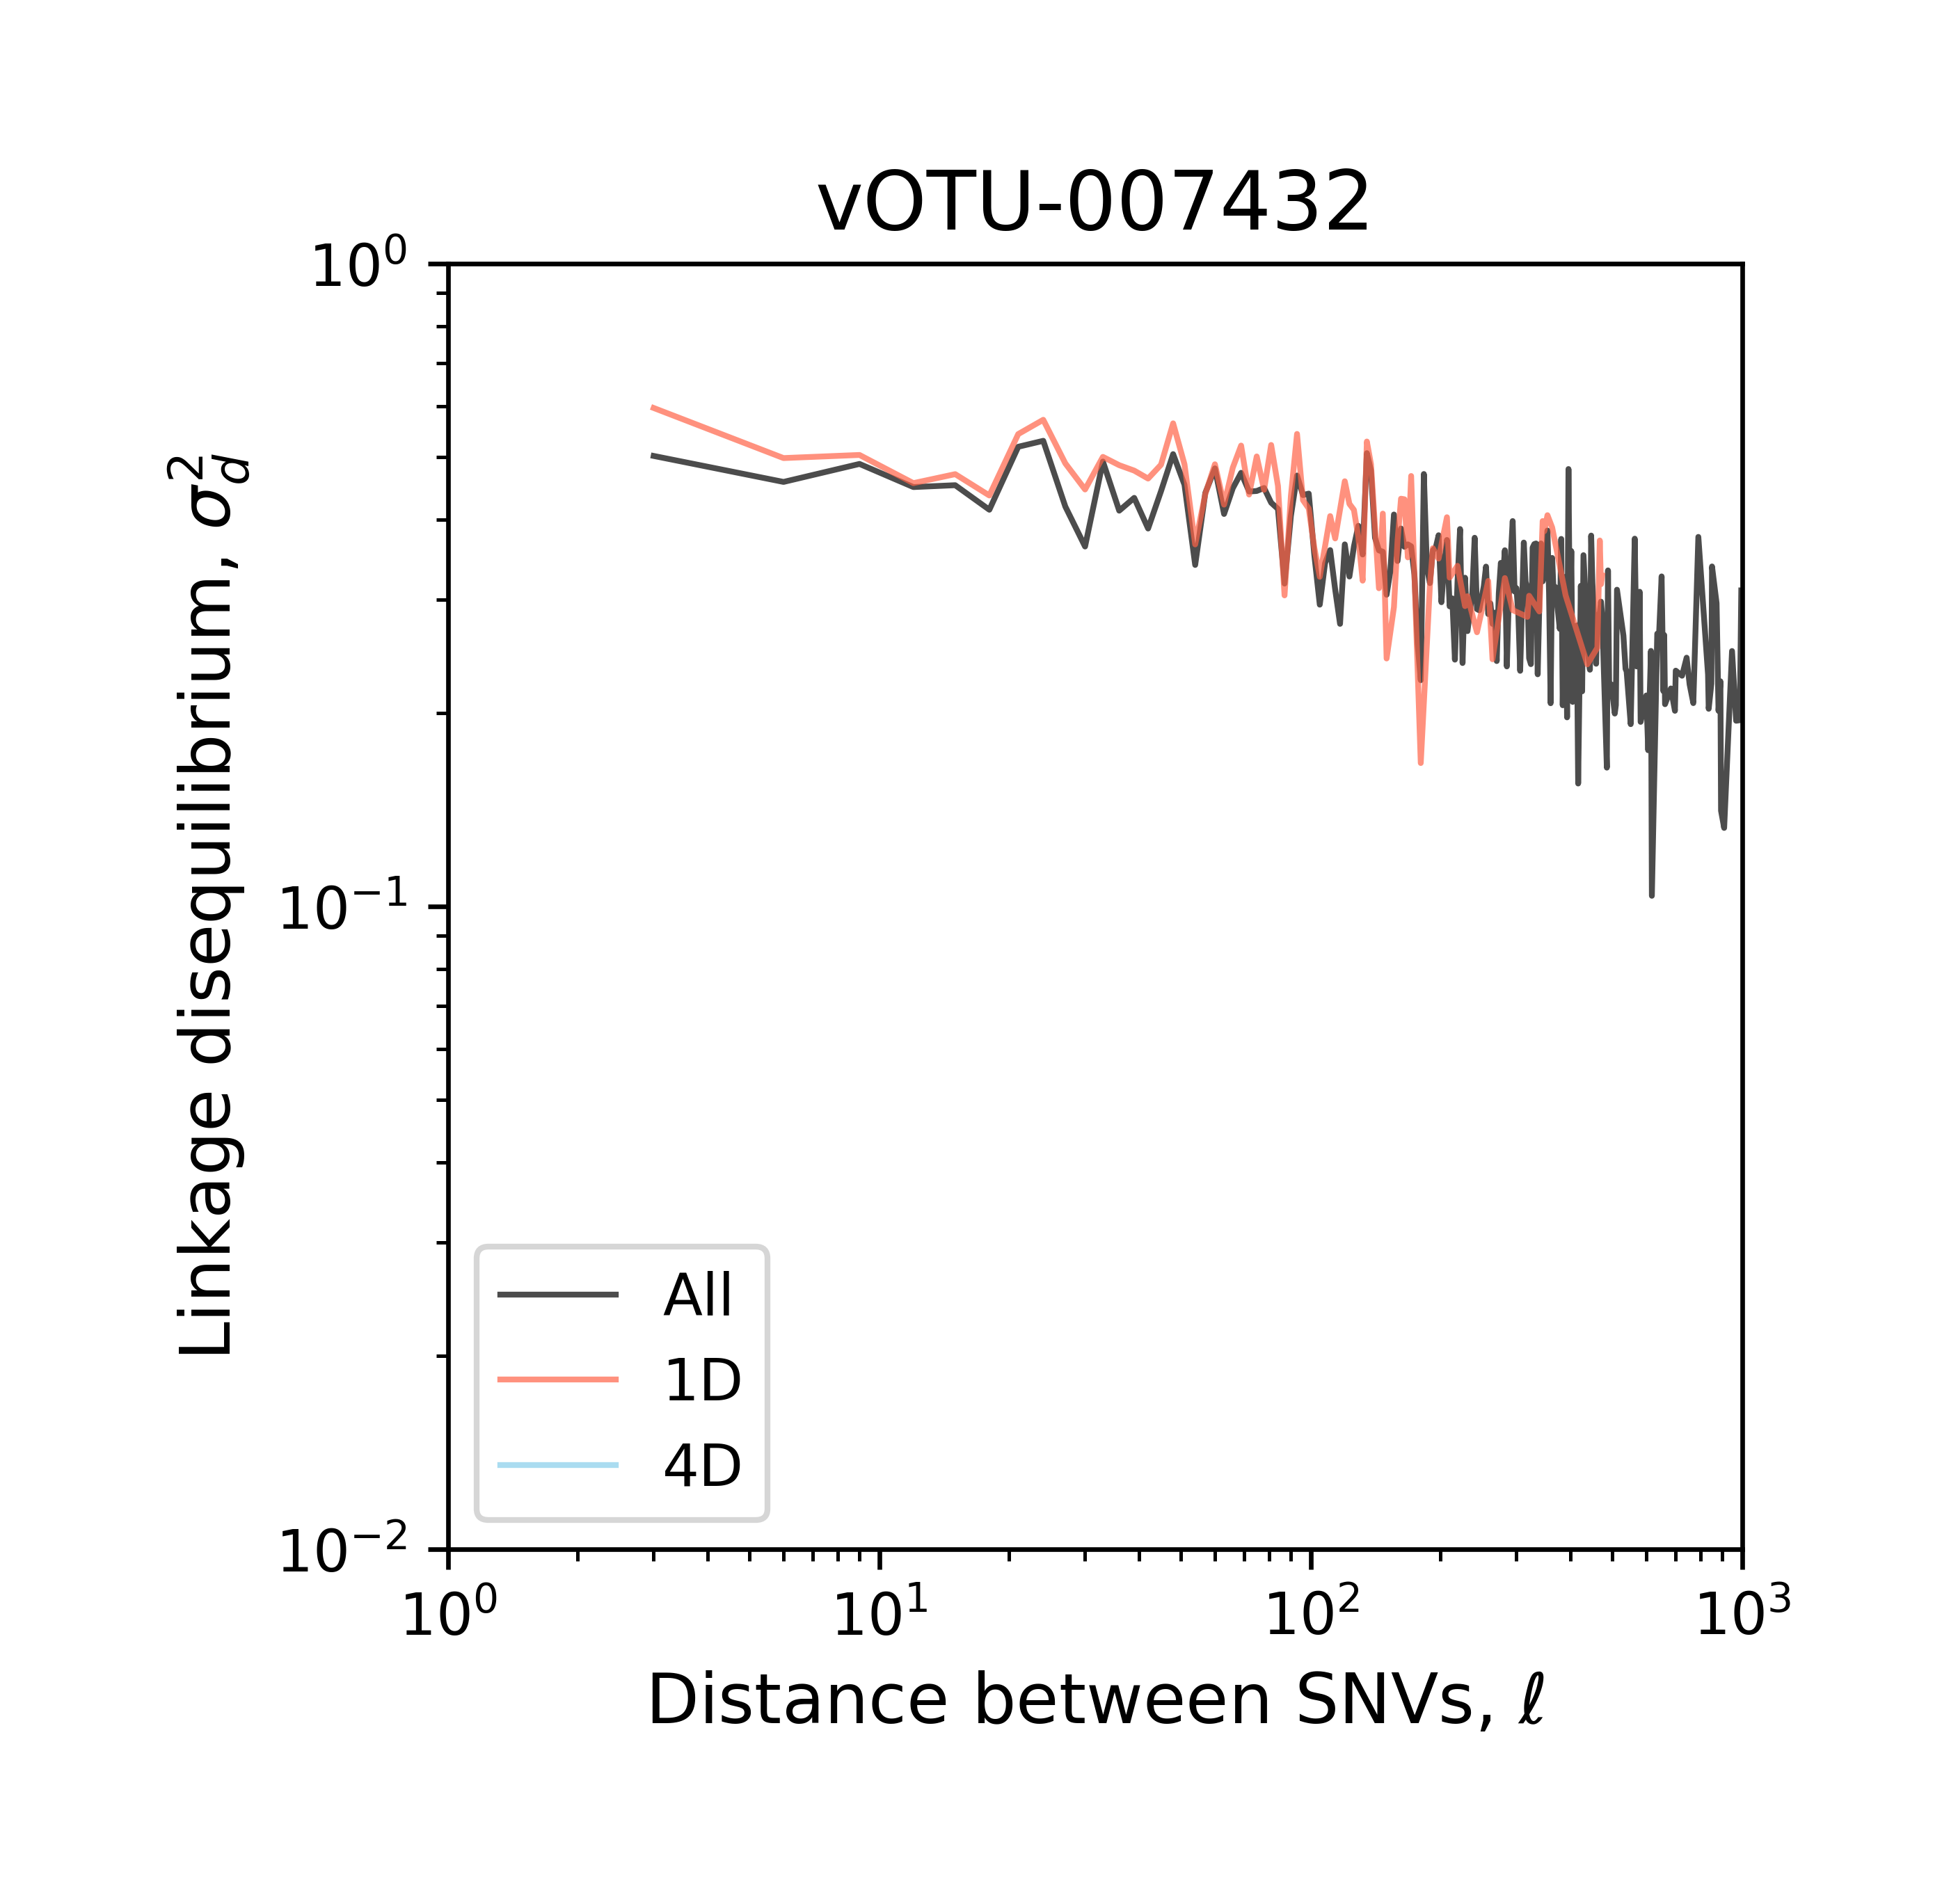 vOTU-007432
10⁰
10⁻¹
10⁻²
Linkage disequilibrium, σ²_d
10⁰ 10¹ 10² 10³
Distance between SNVs, ℓ
All
1D
4D